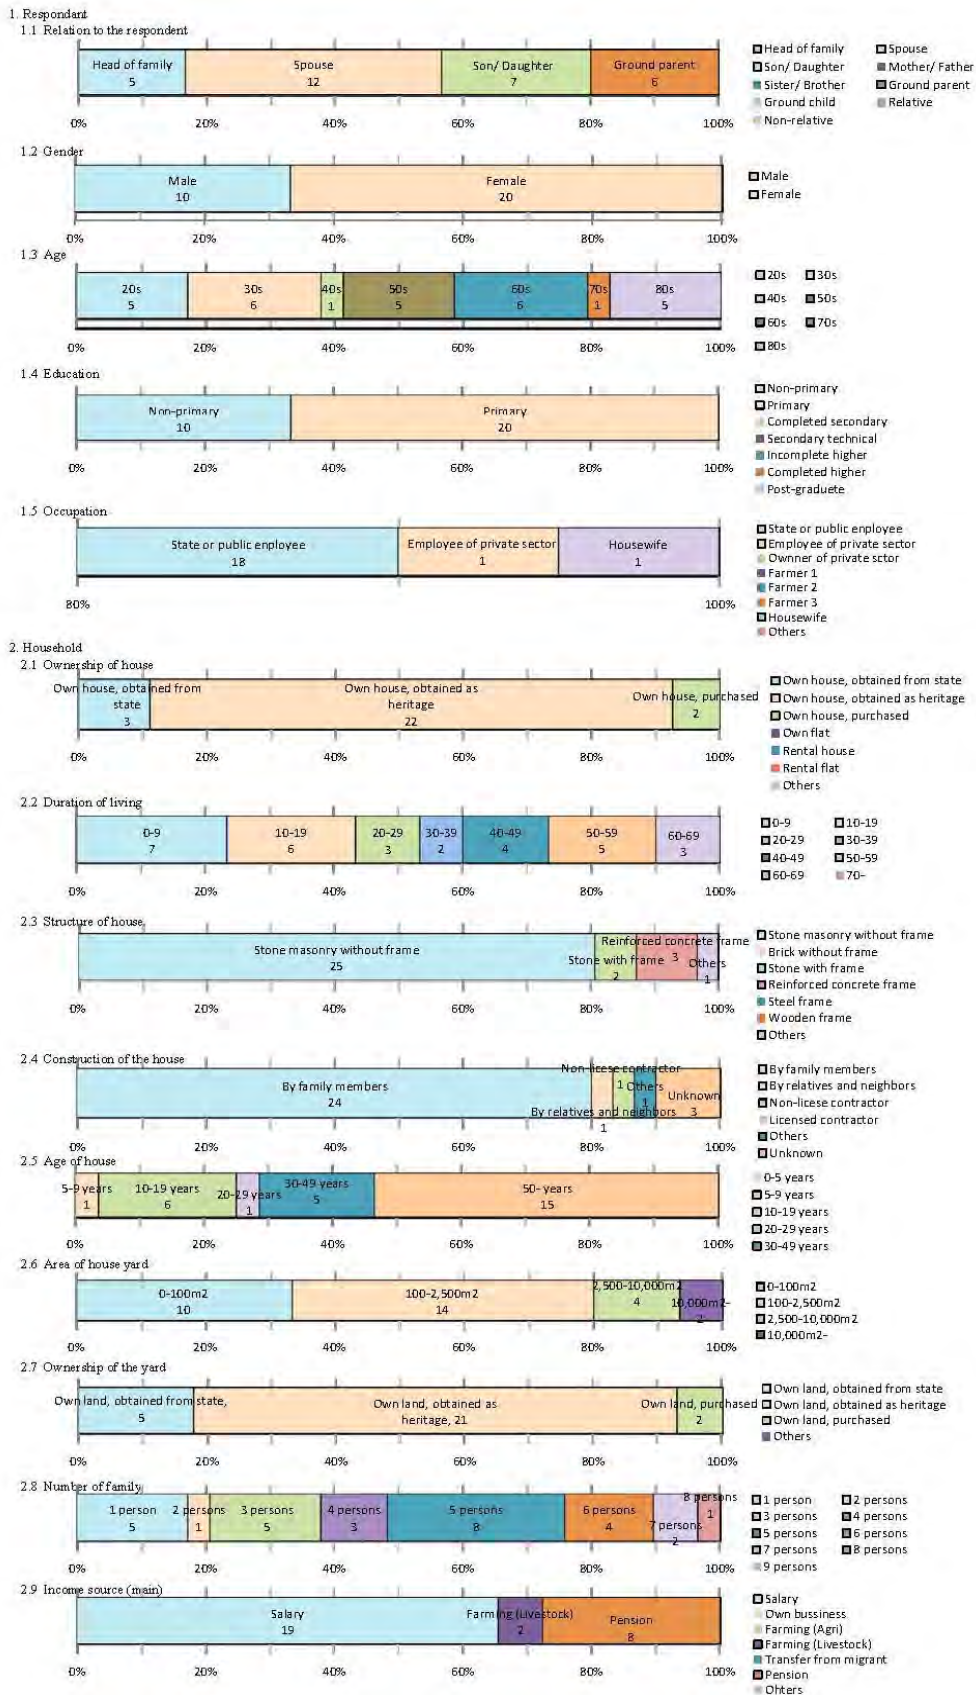 1. Respondant
1.1 Relation to the respondent
Head of family Spouse Son/ Daughter Ground parent
5 12 7 6
0% 20% 40% 60% 80% 100%
Head of family Spouse
Son/ Daughter Mother/ Father
Sister/ Brother Ground parent
Ground child Relative
Non-relative
1.2 Gender
Male Female
10 20
0% 20% 40% 60% 80% 100%
Male
Female
1.3 Age
20s 30s 40s 50s 60s 70s 80s
5 6 1 5 6 1 5
0% 20% 40% 60% 80% 100%
20s 30s
40s 50s
60s 70s
80s
1.4 Education
Non-primary Primary
10 20
0% 20% 40% 60% 80% 100%
Non-primary
Primary
Completed secondary
Secondary technical
Incomplete higher
Completed higher
Post-graduete
1.5 Occupation
State or public enployee Employee of private sector Housewife
18 1 1
80% 100%
State or public employee
Employee of private sector
Ownner of private sctor
Farmer 1
Farmer 2
Farmer 3
Housewife
Others
2. Household
2.1 Ownership of house
Own house, obtained from Own house, obtained as Own house, purchased
state heritage
3 22 2
0% 20% 40% 60% 80% 100%
Own house, obtained from state
Own house, obtained as heritage
Own house, purchased
Own flat
Rental house
Rental flat
Others
2.2 Duration of living
0-9 10-19 20-29 30-39 40-49 50-59 60-69
7 6 3 2 4 5 3
0% 20% 40% 60% 80% 100%
0-9 10-19
20-29 30-39
40-49 50-59
60-69 70-
2.3 Structure of house
Stone masonry without frame Stone with frame Reinforced concrete frame Others
25 2 3 1
0% 20% 40% 60% 80% 100%
Stone masonry without frame
Brick without frame
Stone with frame
Reinforced concrete frame
Steel frame
Wooden frame
Others
2.4 Construction of the house
By family members By relatives and neighbors Non-licese contractor Others Unknown
24 1 1 1 3
0% 20% 40% 60% 80% 100%
By family members
By relatives and neighbors
Non-licese contractor
Licensed contractor
Others
Unknown
2.5 Age of house
5-9 years 10-19 years 20-29 years 30-49 years 50- years
1 6 1 5 15
0% 20% 40% 60% 80% 100%
0-5 years
5-9 years
10-19 years
20-29 years
30-49 years
2.6 Area of house yard
0-100m2 100-2,500m2 2,500-10,000m2 10,000m2-
10 14 4 2
0% 20% 40% 60% 80% 100%
0-100m2
100-2,500m2
2,500-10,000m2
10,000m2-
2.7 Ownership of the yard
Own land, obtained from state, Own land, obtained as Own land, purchased
5 heritage, 21 2
0% 20% 40% 60% 80% 100%
Own land, obtained from state
Own land, obtained as heritage
Own land, purchased
Others
2.8 Number of family
1 person 2 persons 3 persons 4 persons 5 persons 6 persons 7 persons 8 persons
5 1 5 3 8 4 2 1
0% 20% 40% 60% 80% 100%
1 person 2 persons
3 persons 4 persons
5 persons 6 persons
7 persons 8 persons
9 persons
2.9 Income source (main)
Salary Farming (Livestock) Pension
19 2 8
0% 20% 40% 60% 80% 100%
Salary
Own bussiness
Farming (Agri)
Farming (Livestock)
Transfer from migrant
Pension
Ohters